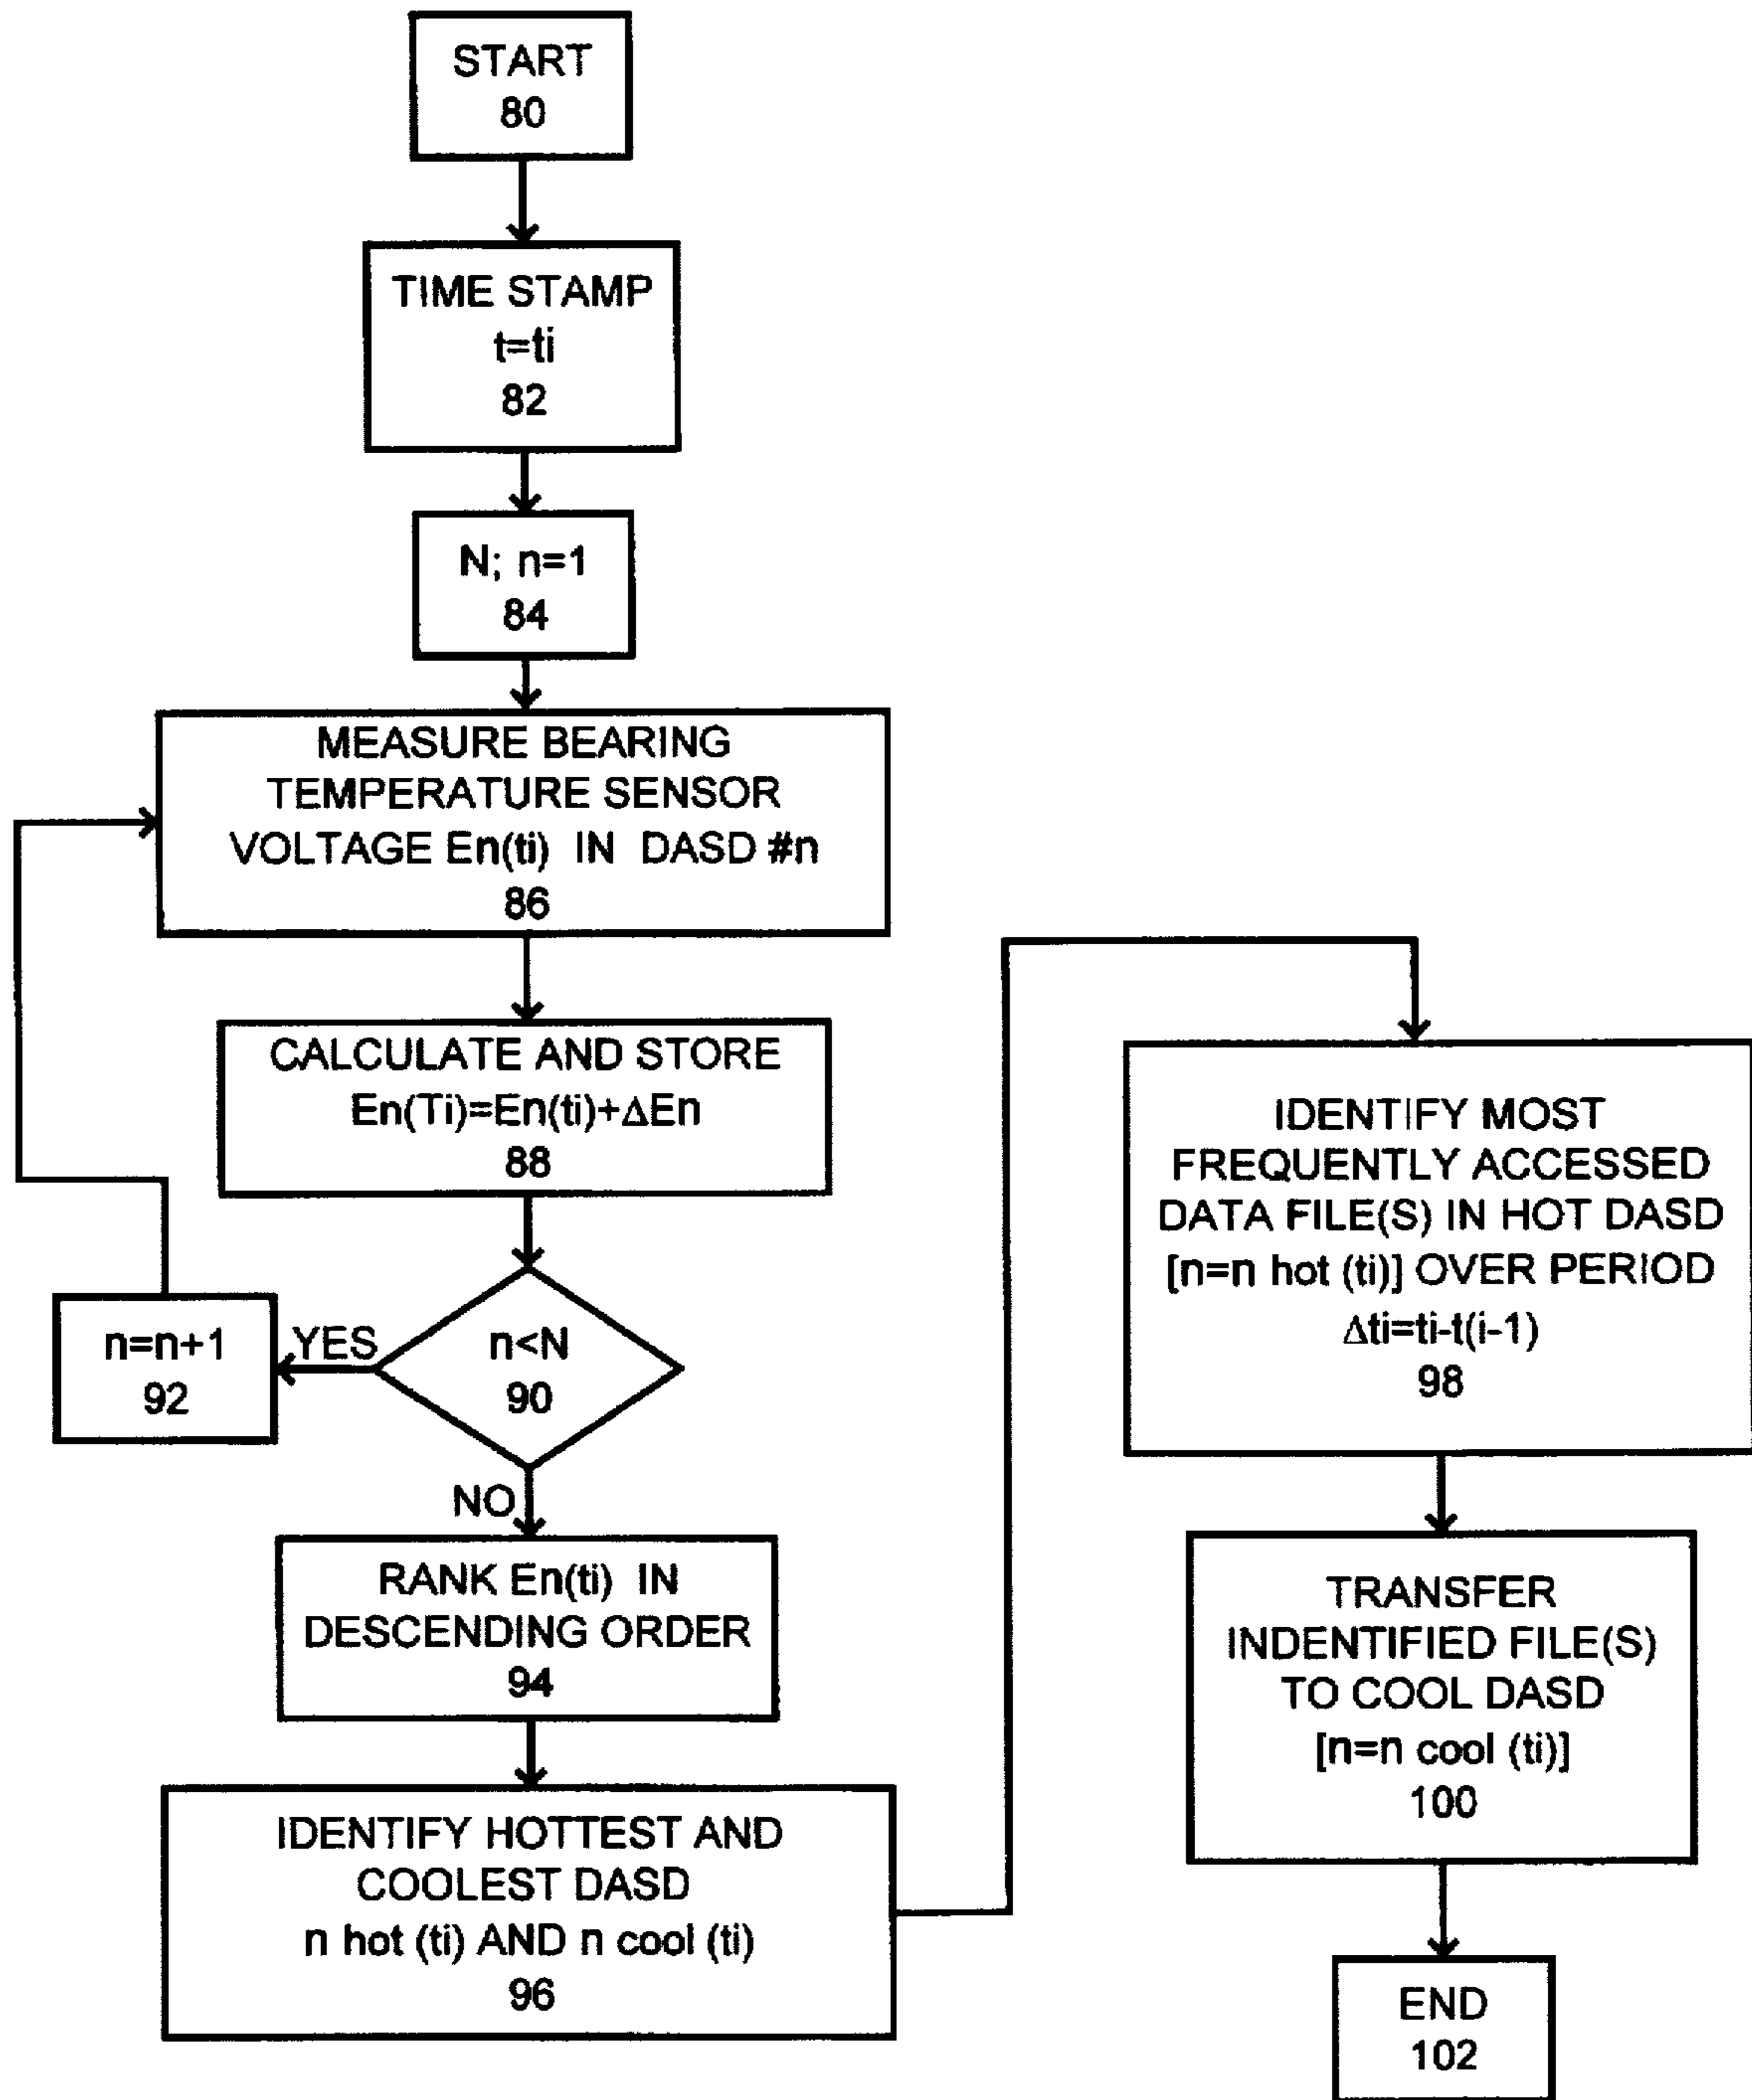 START
80
TIME STAMP
t=ti
82
N; n=1
84
MEASURE BEARING
TEMPERATURE SENSOR
VOLTAGE En(ti) IN DASD #n
86
CALCULATE AND STORE
En(Ti)=En(ti)+ΔEn
88
n<N
90
YES
n=n+1
92
NO
RANK En(ti) IN
DESCENDING ORDER
94
IDENTIFY HOTTEST AND
COOLEST DASD
n hot (ti) AND n cool (ti)
96
IDENTIFY MOST
FREQUENTLY ACCESSED
DATA FILE(S) IN HOT DASD
[n=n hot (ti)] OVER PERIOD
Δti=ti-t(i-1)
98
TRANSFER
INDENTIFIED FILE(S)
TO COOL DASD
[n=n cool (ti)]
100
END
102